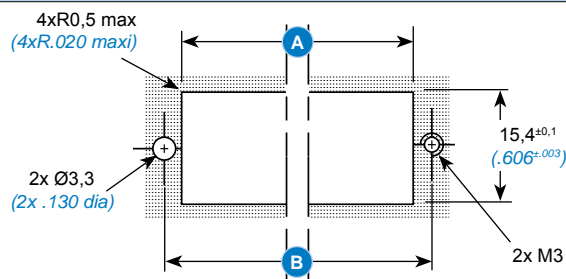 4xR0,5 max
(4xR.020 maxi)
A
15,4±0,1
(.606±.003)
2x Ø3,3
(2x .130 dia)
B
2x M3